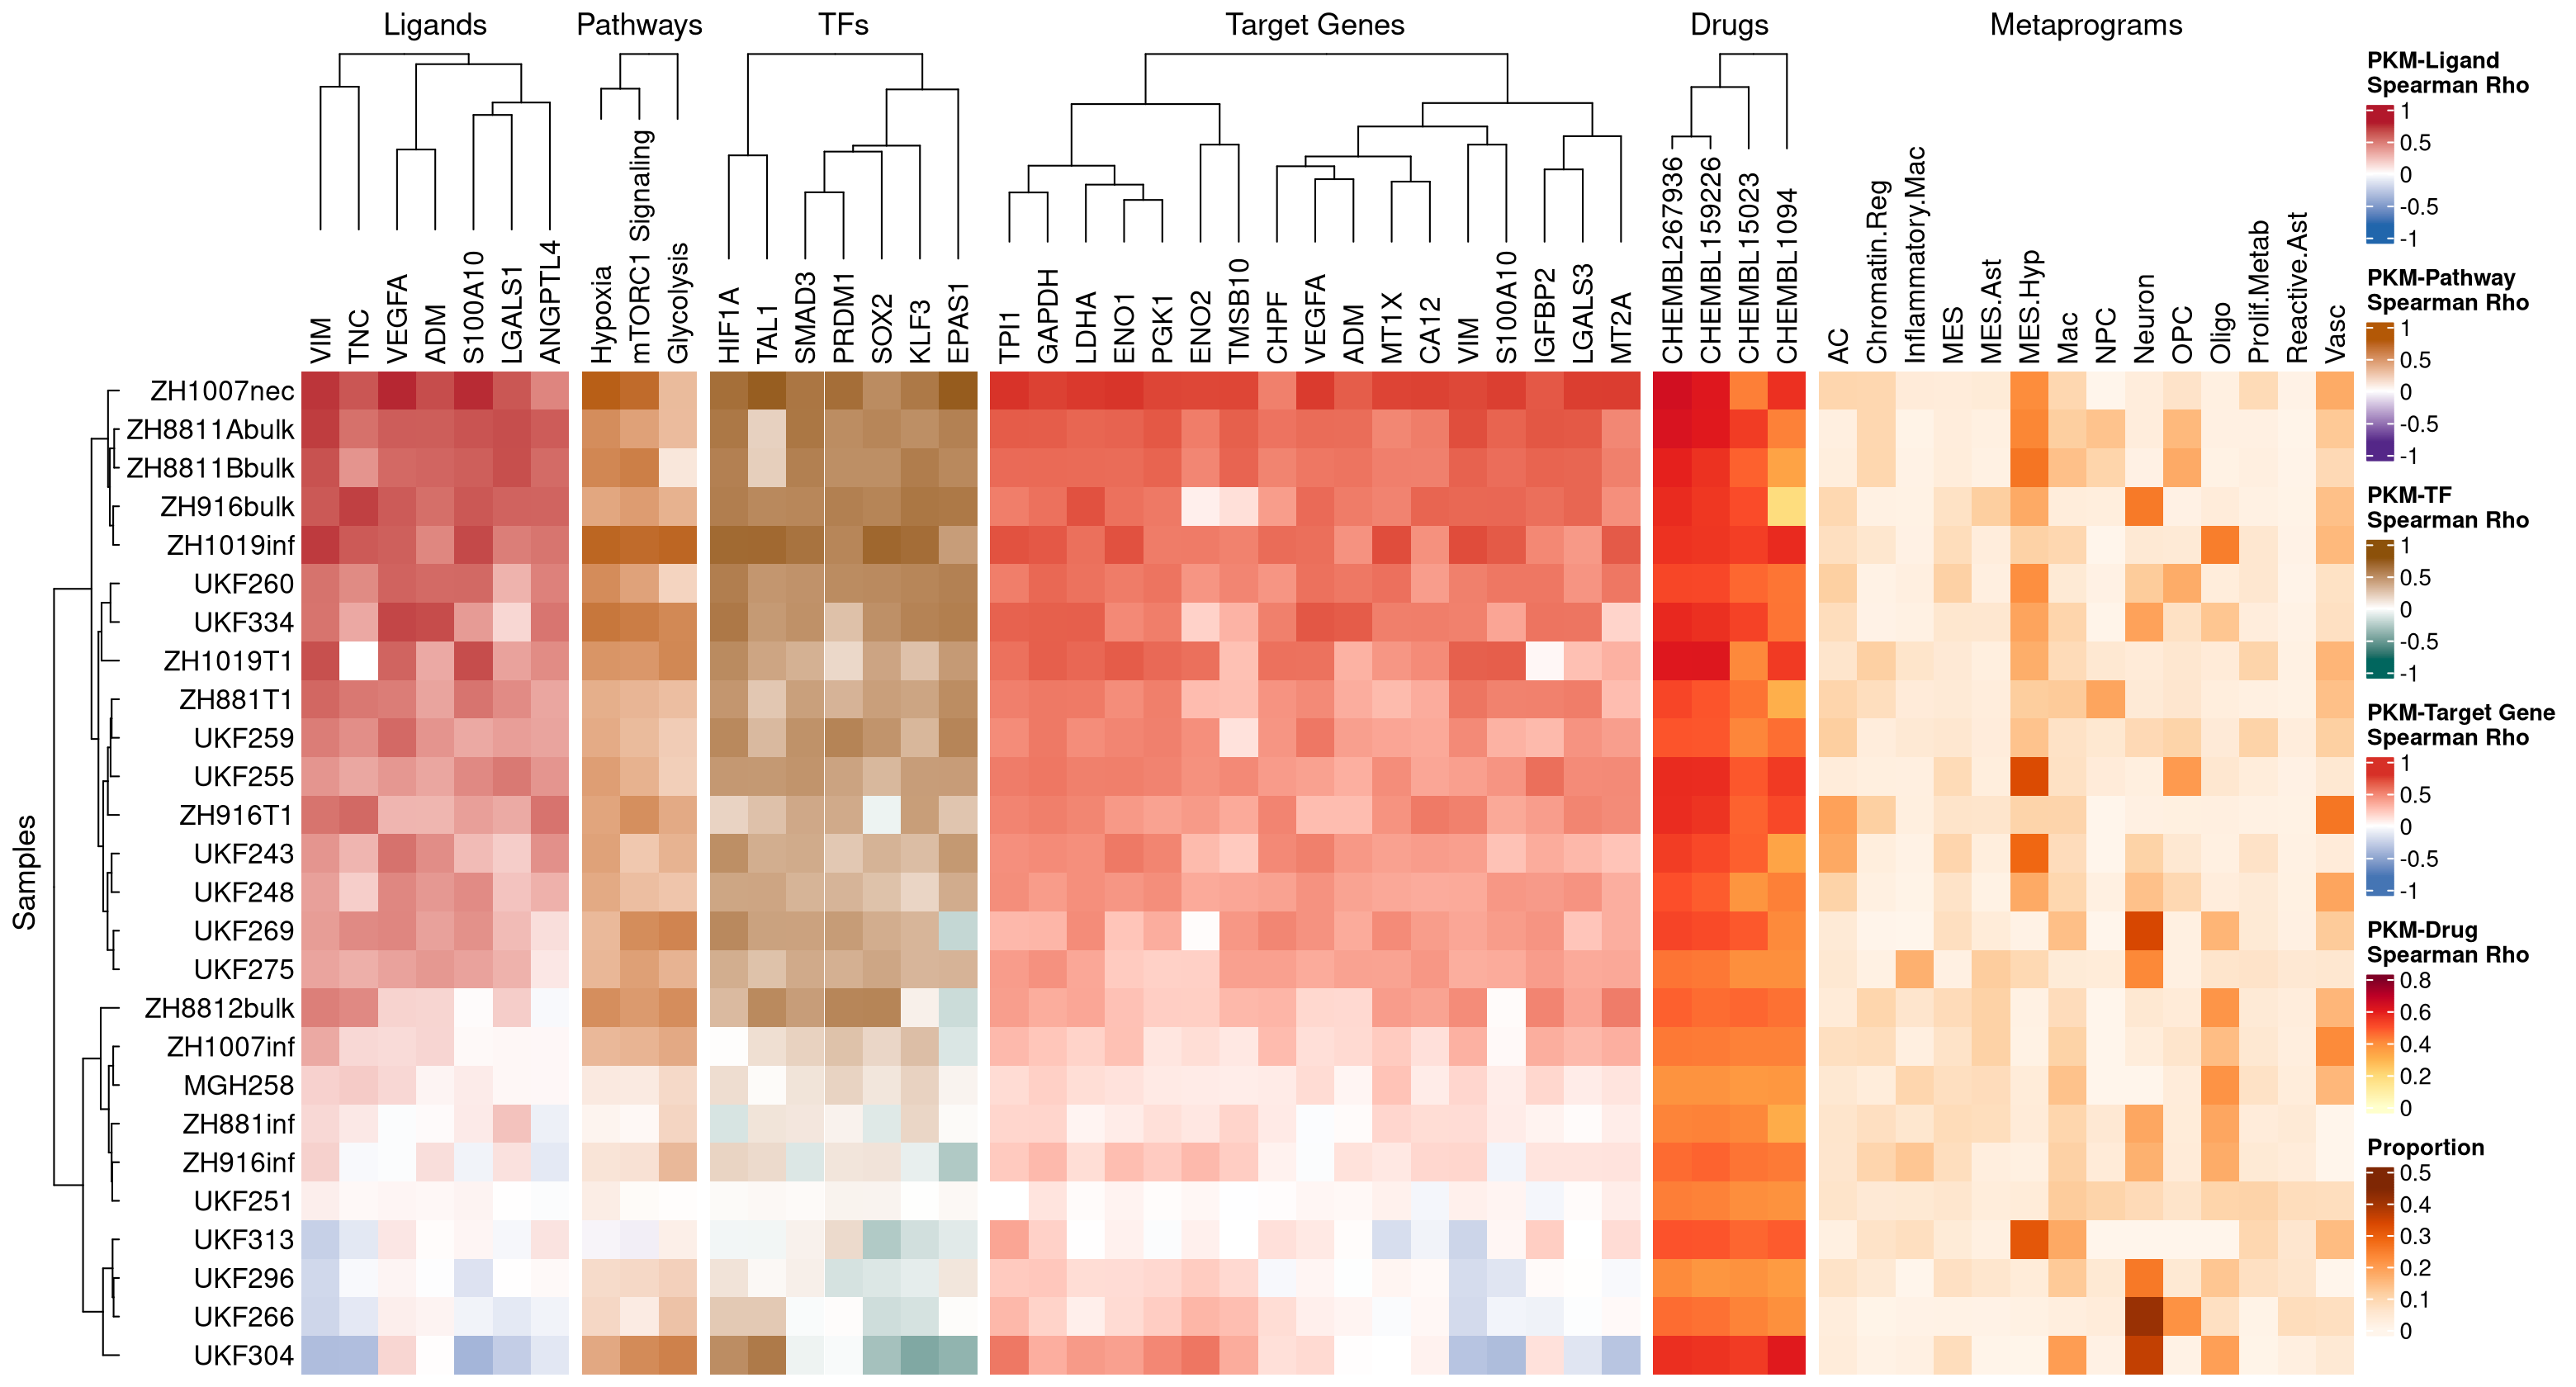 Ligands
Pathways
TFs
Target Genes
Drugs
Metaprograms
VIM
TNC
VEGFA
ADM
S100A10
LGALS1
ANGPTL4
Hypoxia
mTORC1 Signaling
Glycolysis
HIF1A
TAL1
SMAD3
PRDM1
SOX2
KLF3
EPAS1
TPI1
GAPDH
LDHA
ENO1
PGK1
ENO2
TMSB10
CHPF
VEGFA
ADM
MT1X
CA12
VIM
S100A10
IGFBP2
LGALS3
MT2A
CHEMBL267936
CHEMBL159226
CHEMBL15023
CHEMBL1094
AC
Chromatin.Reg
Inflammatory.Mac
MES
MES.Ast
MES.Hyp
Mac
NPC
Neuron
OPC
Oligo
Prolif.Metab
Reactive.Ast
Vasc
Samples
ZH1007nec
ZH8811Abulk
ZH8811Bbulk
ZH916bulk
ZH1019inf
UKF260
UKF334
ZH1019T1
ZH881T1
UKF259
UKF255
ZH916T1
UKF243
UKF248
UKF269
UKF275
ZH8812bulk
ZH1007inf
MGH258
ZH881inf
ZH916inf
UKF251
UKF313
UKF296
UKF266
UKF304
PKM-Ligand
Spearman Rho
1
0.5
0
-0.5
-1
PKM-Pathway
Spearman Rho
1
0.5
0
-0.5
-1
PKM-TF
Spearman Rho
1
0.5
0
-0.5
-1
PKM-Target Gene
Spearman Rho
1
0.5
0
-0.5
-1
PKM-Drug
Spearman Rho
0.8
0.6
0.4
0.2
0
Proportion
0.5
0.4
0.3
0.2
0.1
0